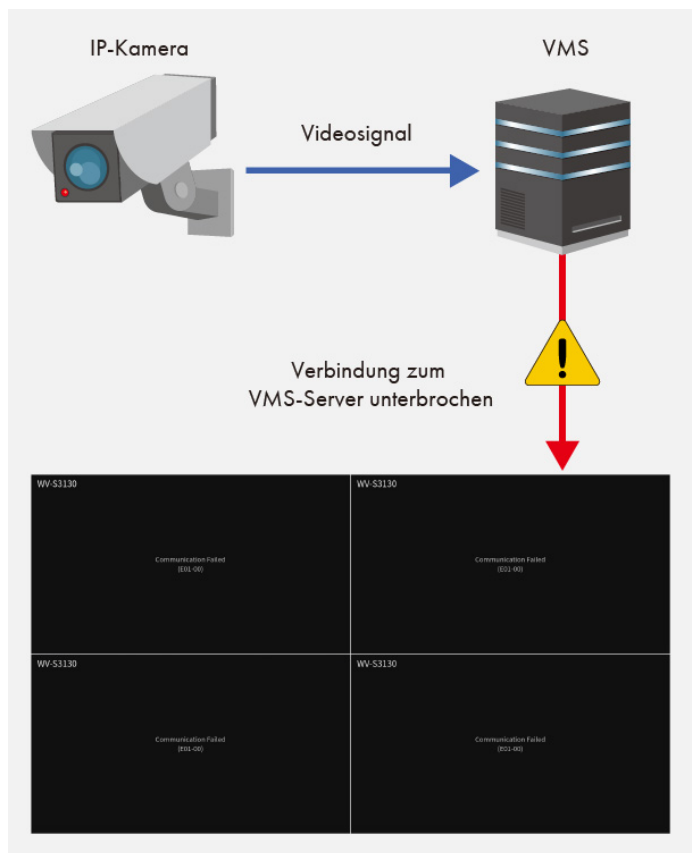 IP-Kamera
VMS
Videosignal
Verbindung zum
VMS-Server unterbrochen
WV-S3130
WV-S3130
Communication Failed
(E01-00)
Communication Failed
(E01-00)
WV-S3130
WV-S3130
Communication Failed
(E01-00)
Communication Failed
(E01-00)